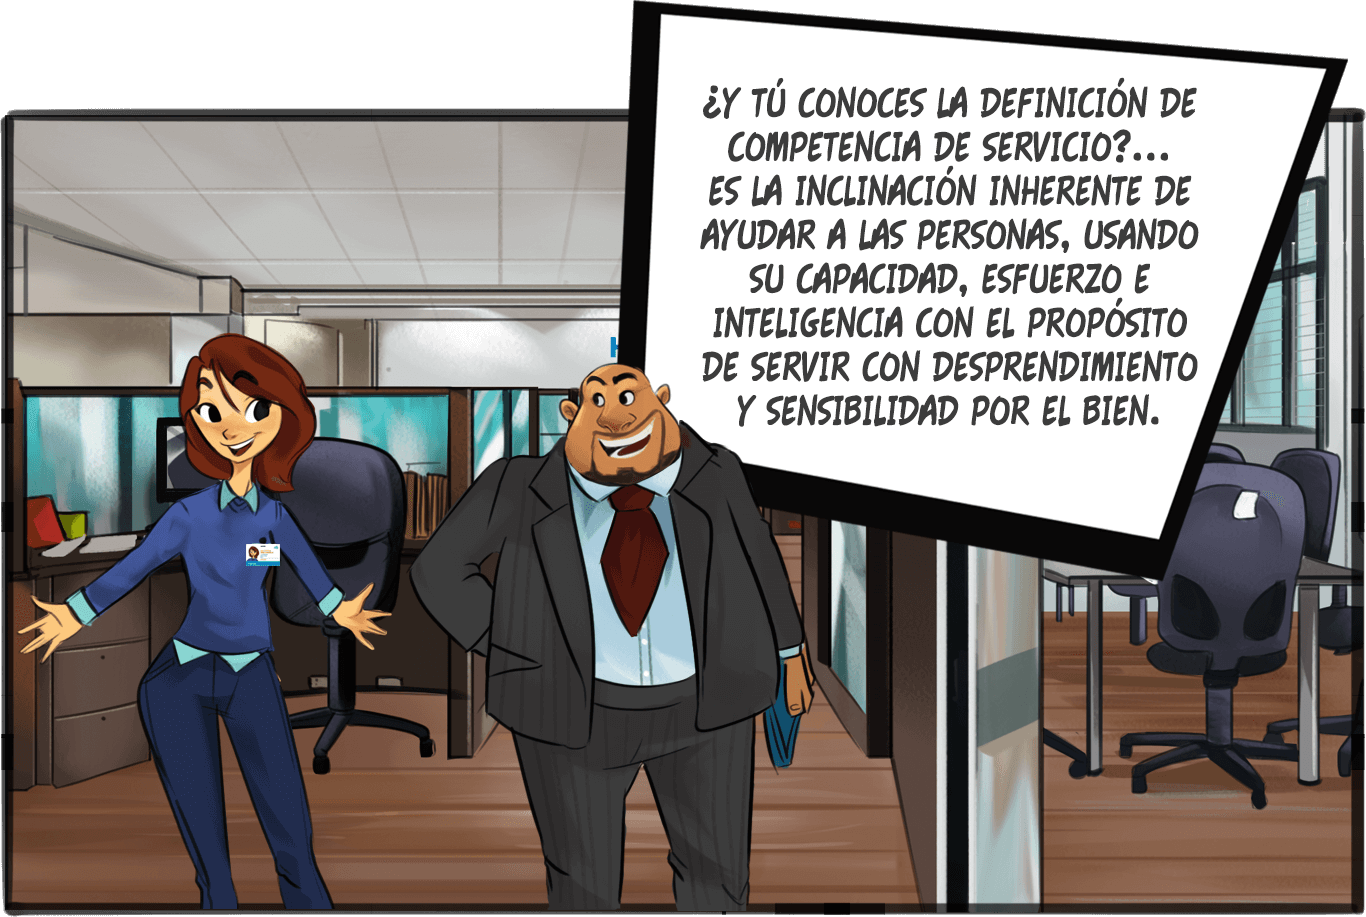 ¿Y TÚ CONOCES LA DEFINICIÓN DE
COMPETENCIA DE SERVICIO?...
ES LA INCLINACIÓN INHERENTE DE
AYUDAR A LAS PERSONAS, USANDO
SU CAPACIDAD, ESFUERZO E
INTELIGENCIA CON EL PROPÓSITO
DE SERVIR CON DESPRENDIMIENTO
Y SENSIBILIDAD POR EL BIEN.